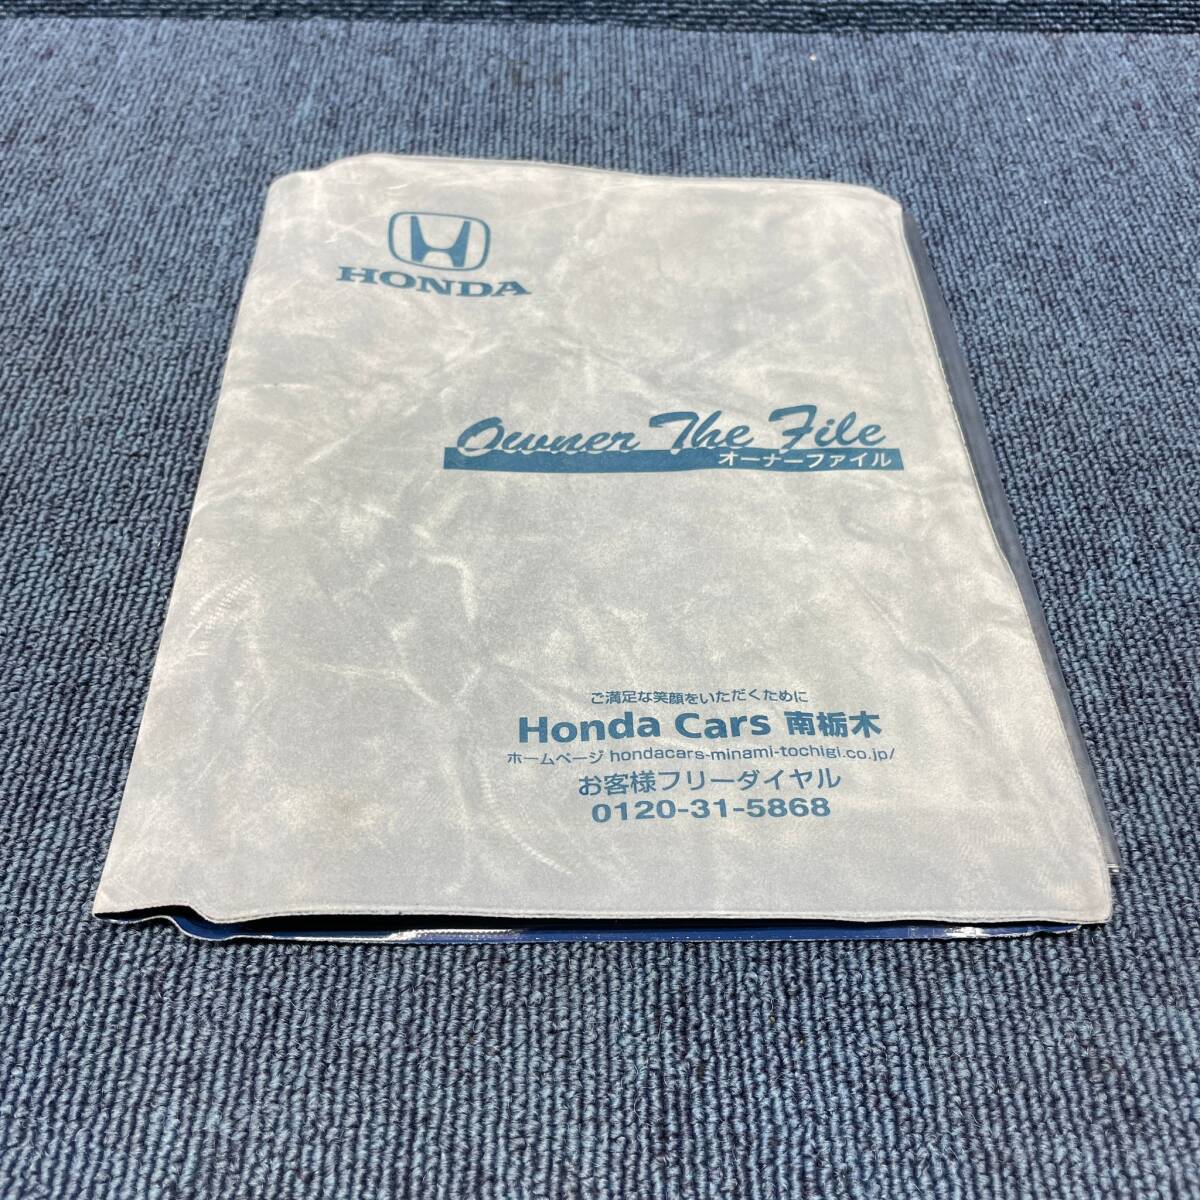 HONDA
Owner The File
オーナーファイル
ご満足な笑顔をいただくために
Honda Cars 南栃木
ホームページ hondacars-minami-tochigi.co.jp/
お客様フリーダイヤル
0120-31-5868